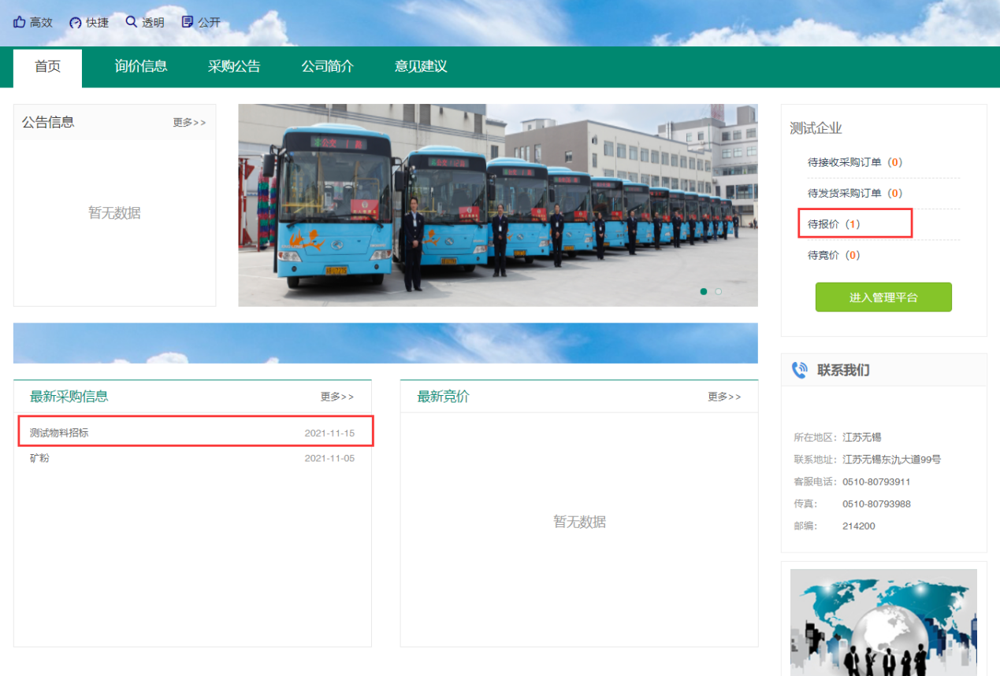 高效 快捷 透明 公开
首页 询价信息 采购公告 公司简介 意见建议
公告信息 更多>>
暂无数据
测试企业
待接收采购订单（0）
待发货采购订单（0）
待报价（1）
待竞价（0）
进入管理平台
最新采购信息 更多>>
测试物料招标 2021-11-15
矿粉 2021-11-05
最新竞价 更多>>
暂无数据
联系我们
所在地区： 江苏无锡
联系地址： 江苏无锡东氿大道99号
客服电话： 0510-80793911
传真： 0510-80793988
邮编： 214200